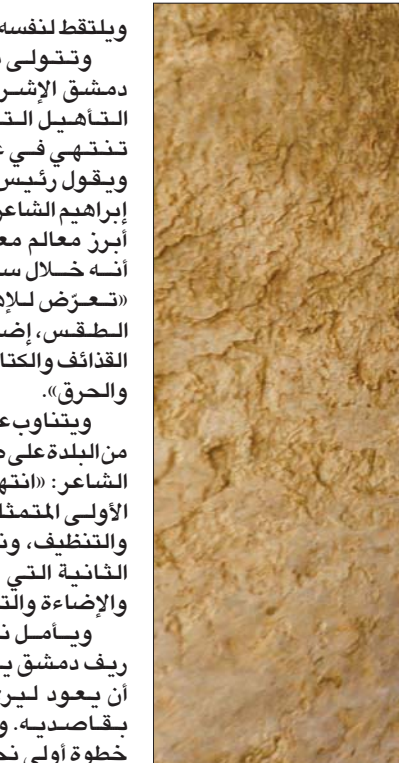 ويلتقط لنفسه
وتتولى
دمشق الإشر
التأهيل الت
تنتهي في ع
ويقول رئيس
إبراهيم الشاعر
أبرز معالم مع
أنه خلال س
«تعرّض للإه
الطقس، إض
القذائف والكتا
والحرق».
ويتناوب ع
من البلدة على
الشاعر: «انته
الأولى المتمثل
والتنظيف، ون
الثانية التي
والإضاءة والت
ويأمل ن
ريف دمشق ي
أن يعود لير
بقاصديه. و
خطوة أولى نح